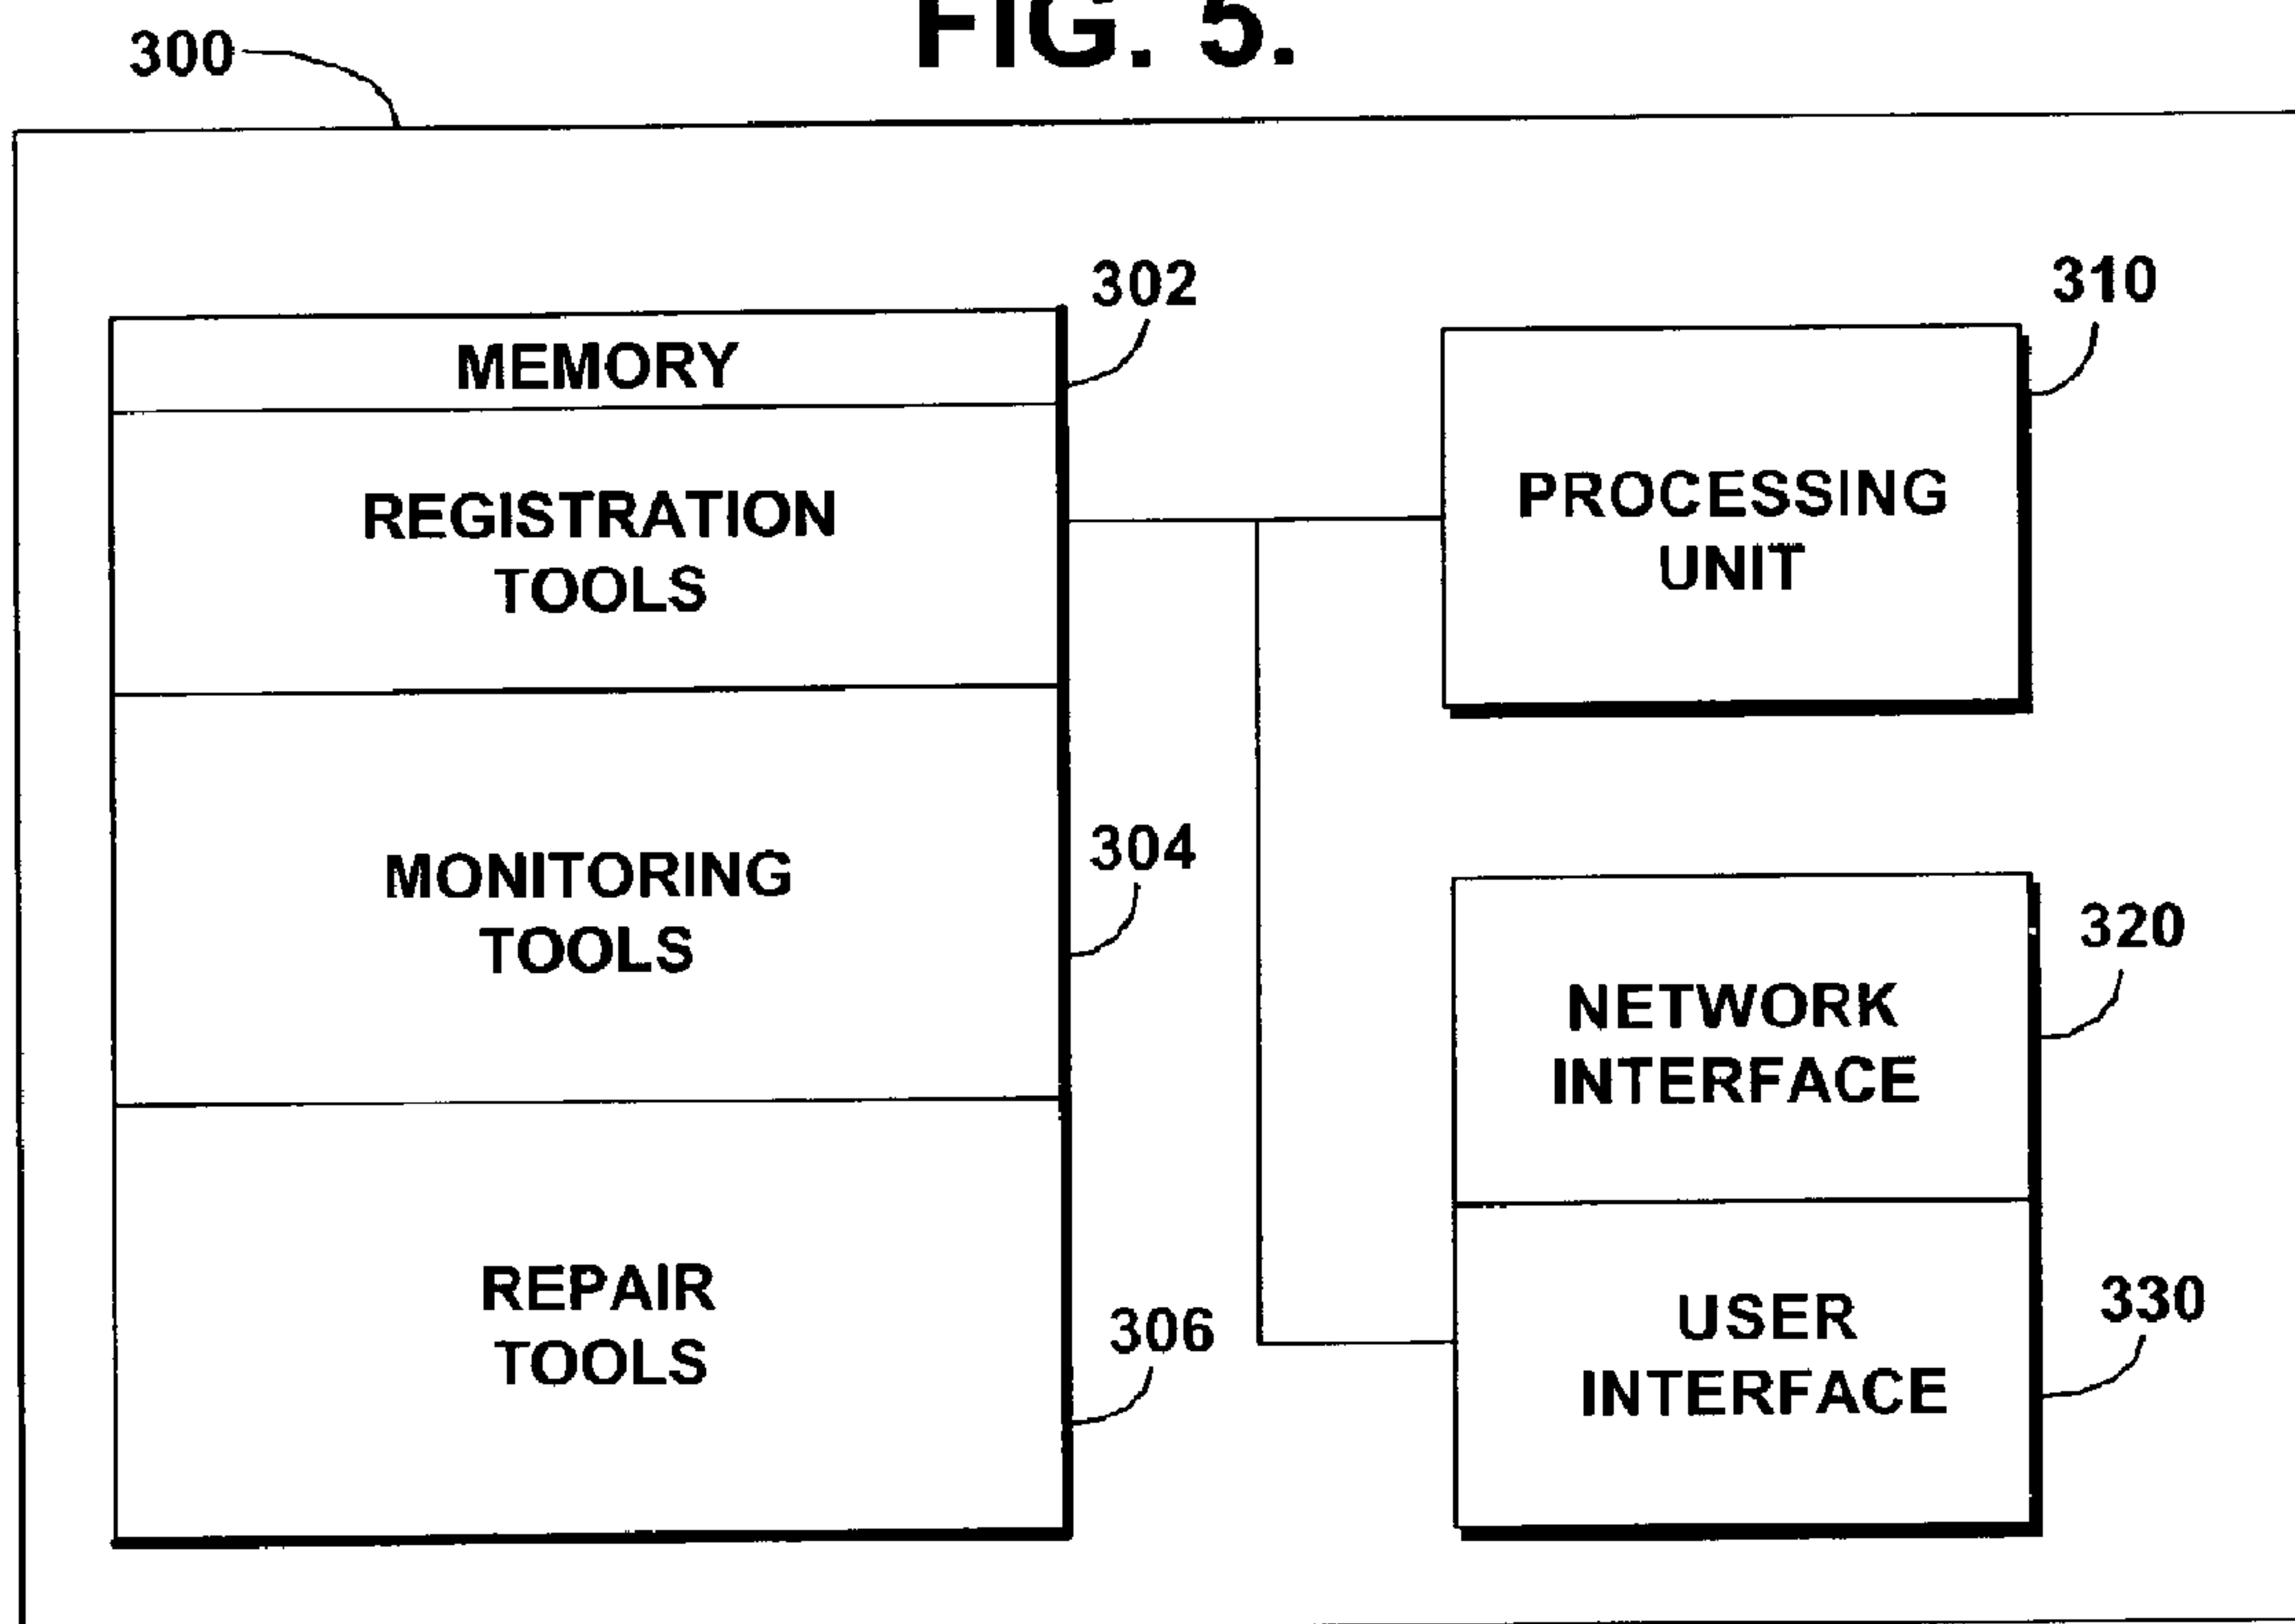 FIG. 5.
300
302
310
MEMORY
REGISTRATION
TOOLS
PROCESSING
UNIT
304
MONITORING
TOOLS
320
NETWORK
INTERFACE
306
REPAIR
TOOLS
330
USER
INTERFACE